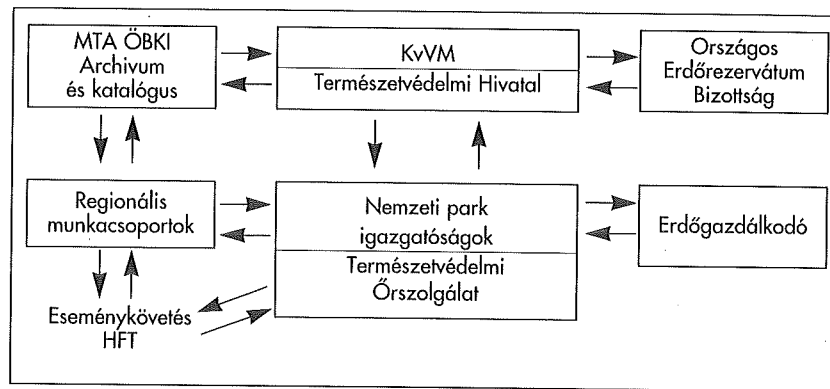 MTA ÖBKI
Archivum
és katalógus
KvVM
Természetvédelmi Hivatal
Országos
Erdőrezervátum
Bizottság
Regionális
munkacsoportok
Nemzeti park
igazgatóságok
Természetvédelmi
Őrszolgálat
Erdőgazdálkodó
Eseménykövetés
HFT